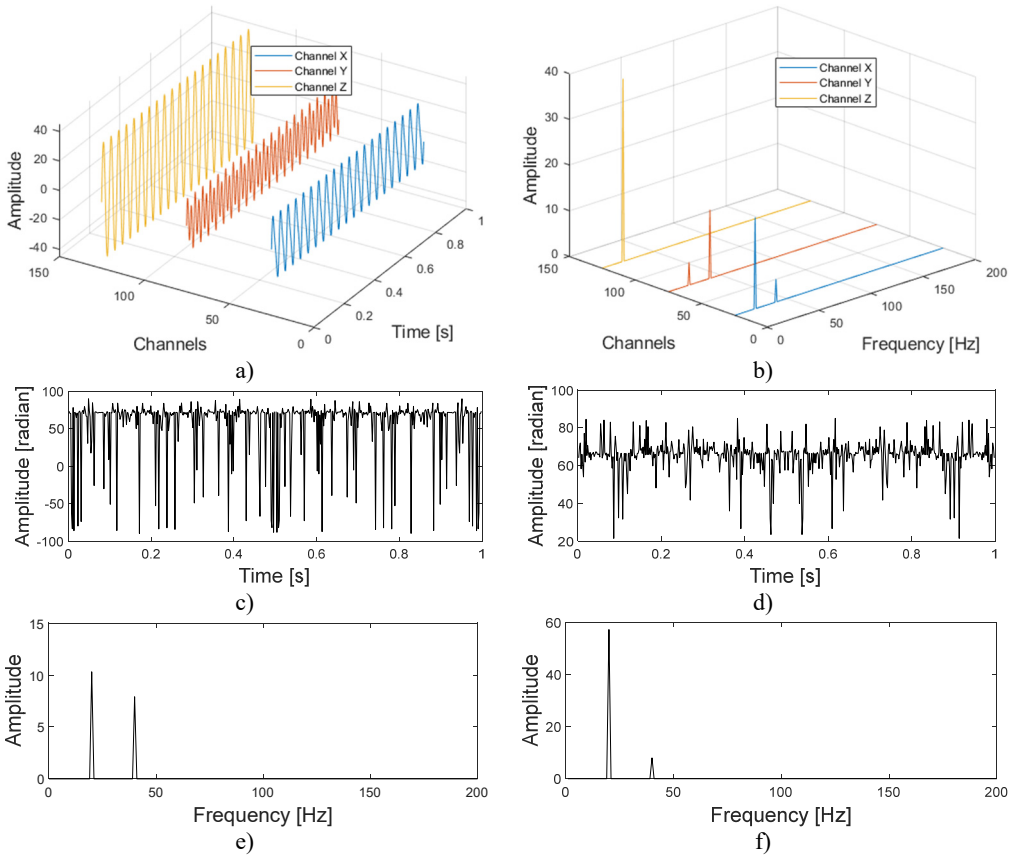 Channel X
Channel Y
Channel Z
Amplitude
40
20
0
-20
-40
150
100
50
0
Channels
0
0.2
0.4
0.6
0.8
1
Time [s]
a)
Channel X
Channel Y
Channel Z
Amplitude
40
30
20
10
0
150
100
50
0
Channels
0
50
100
150
200
Frequency [Hz]
b)
Amplitude [radian]
100
50
0
-50
-100
0 0.2 0.4 0.6 0.8 1
Time [s]
c)
Amplitude [radian]
100
80
60
40
20
0 0.2 0.4 0.6 0.8 1
Time [s]
d)
Amplitude
15
10
5
0
0 50 100 150 200
Frequency [Hz]
e)
Amplitude
60
40
20
0
0 50 100 150 200
Frequency [Hz]
f)